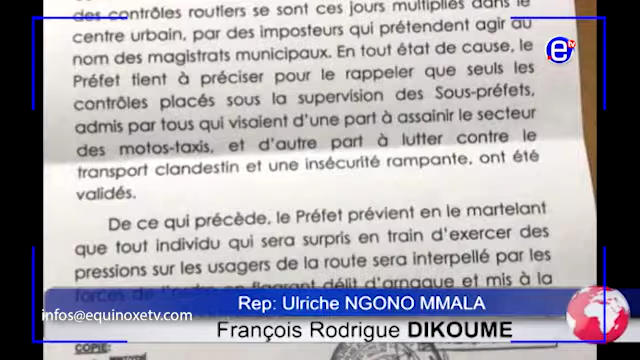 des contrôles routiers se sont ces jours multipliés dans le
centre urbain, par des imposteurs qui prétendent agir au
nom des magistrats municipaux. En tout état de cause, le
Préfet tient à préciser pour le rappeler que seuls les
contrôles placés sous la supervision des Sous-préfets,
admis par tous qui visaient d'une part à assainir le secteur
des motos-taxis, et d'autre part à lutter contre le
transport clandestin et une insécurité rampante, ont été
validés.
De ce qui précède, le Préfet prévient en le martelant
que tout individu qui sera surpris en train d'exercer des
pressions sur les usagers de la route sera interpellé par les
forces de l'ordre en flagrant délit d'arnaque et mis à la
Rep: Ulriche NGONO MMALA
infos@equinoxetv.com
François Rodrigue DIKOUME
COPIE:
e tv